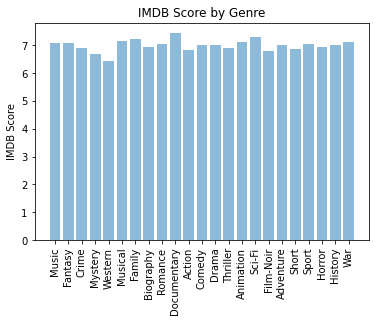 IMDB Score by Genre
IMDB Score
7
6
5
4
3
2
1
0
Music
Fantasy
Crime
Mystery
Western
Musical
Family
Biography
Romance
Documentary
Action
Comedy
Drama
Thriller
Animation
Sci-Fi
Film-Noir
Adventure
Short
Sport
Horror
History
War